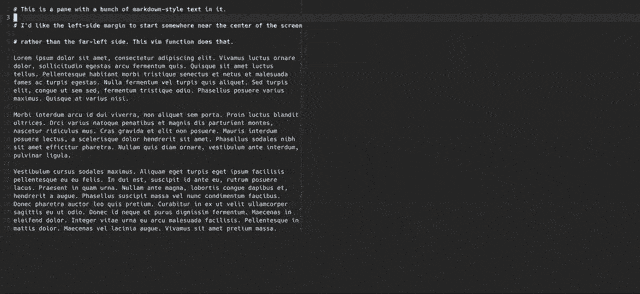 # This is a pane with a bunch of markdown-style text in it.
3
# I'd like the left-side margin to start somewhere near the center of the screen
# rather than the far-left side. This vim function does that.
Lorem ipsum dolor sit amet, consectetur adipiscing elit. Vivamus luctus ornare
dolor, sollicitudin egestas arcu fermentum quis. Quisque sit amet luctus
tellus. Pellentesque habitant morbi tristique senectus et netus et malesuada
fames ac turpis egestas. Nulla fermentum vel turpis quis aliquet. Sed turpis
elit, congue ut sem sed, fermentum tristique odio. Phasellus posuere varius
maximus. Quisque at varius nisi.
Morbi interdum arcu id dui viverra, non aliquet sem porta. Proin luctus blandit
ultrices. Orci varius natoque penatibus et magnis dis parturient montes,
nascetur ridiculus mus. Cras gravida et elit non posuere. Mauris interdum
posuere lectus, a scelerisque dolor hendrerit sit amet. Phasellus sodales nibh
sit amet efficitur pharetra. Nullam quis diam ornare, vestibulum ante interdum,
pulvinar ligula.
Vestibulum cursus sodales maximus. Aliquam eget turpis eget ipsum facilisis
pellentesque eu eu felis. In dui est, suscipit id ante eu, rutrum posuere
lacus. Praesent in quam urna. Nullam ante magna, lobortis congue dapibus et,
hendrerit a augue. Phasellus suscipit massa vel nunc condimentum faucibus.
Donec pharetra auctor leo quis pretium. Curabitur in ex ut velit ullamcorper
sagittis eu ut odio. Donec id neque et purus dignissim fermentum. Maecenas in
eleifend dolor. Integer vitae urna eu arcu malesuada facilisis. Pellentesque in
mattis dolor. Maecenas vel lacinia augue. Vivamus sit amet pretium massa.